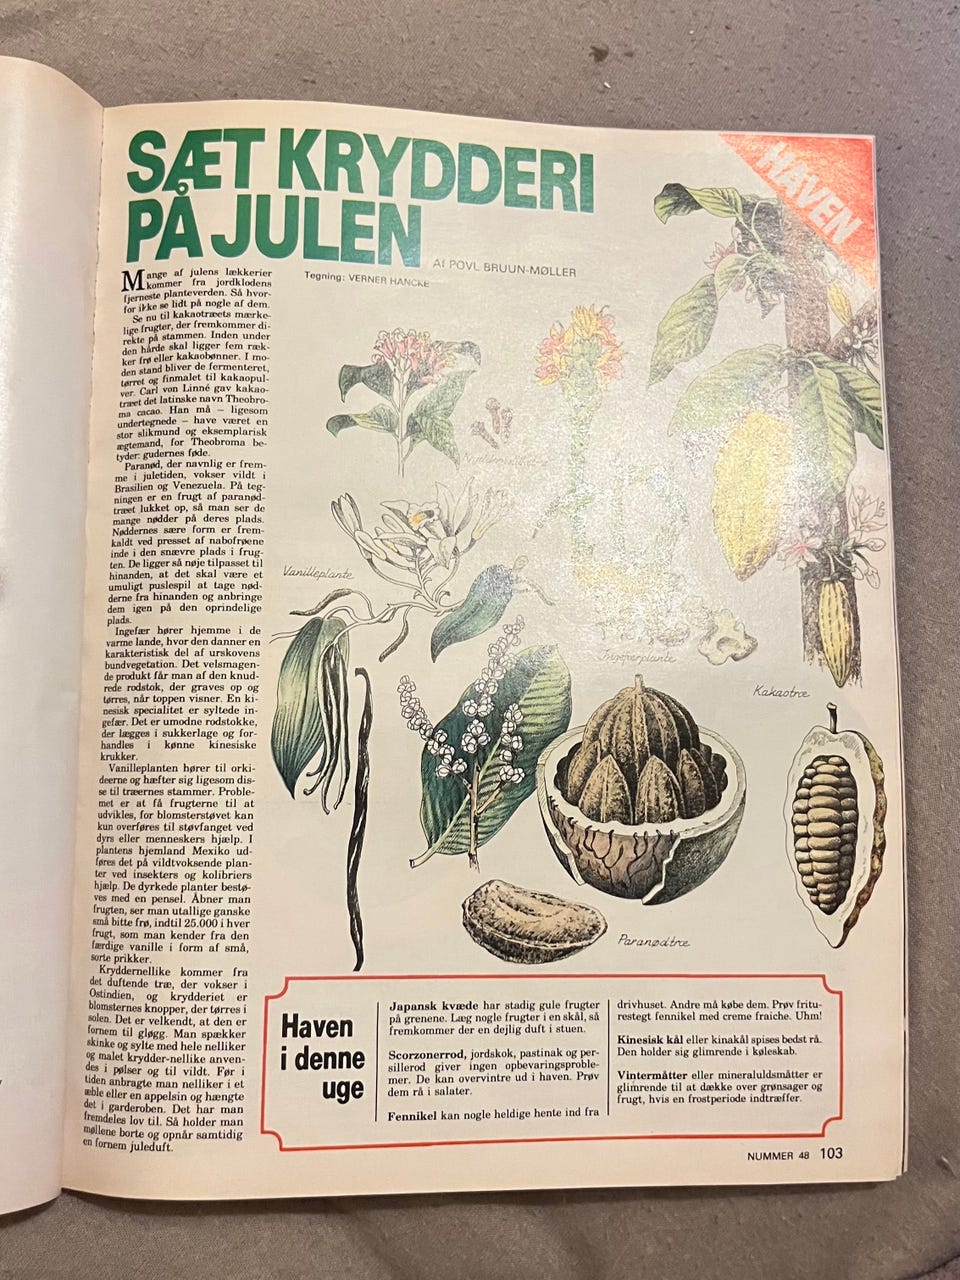 SÆT KRYDDERI
PÅ JULEN
HAVEN
Af POVL BRUUN-MØLLER
Tegning: VERNER HANCKE
Mange af julens lækkerier
kommer fra jordklodens
fjerneste planteverden. Så hvor-
for ikke se lidt på nogle af dem.
Se nu til kakaotræets mærke-
lige frugter, der fremkommer di-
rekte på stammen. Inden under
den hårde skal ligger fem ræk-
ker frø eller kakaobønner. I mo-
den stand bliver de fermenteret,
tørret og finmalet til kakaopul-
ver. Carl von Linné gav kakao-
træet det latinske navn Theobro-
ma cacao. Han må – ligesom
undertegnede – have været en
stor slikmund og eksemplarisk
ægtemand, for Theobroma be-
tyder: gudernes føde.
Paranød, der navnlig er frem-
me i juletiden, vokser vildt i
Brasilien og Venezuela. På teg-
ningen er en frugt af paranød-
træet lukket op, så man ser de
mange nødder på deres plads.
Nøddernes sære form er frem-
kaldt ved presset af nabofrøene
inde i den snævre plads i frug-
ten. De ligger så nøje tilpasset til
hinanden, at det skal være et
umuligt puslespil at tage nød-
derne fra hinanden og anbringe
dem igen på den oprindelige
plads.
Ingefær hører hjemme i de
varme lande, hvor den danner en
karakteristisk del af urskovens
bundvegetation. Det velsmagen-
de produkt får man af den knud-
rede rodstok, der graves op og
tørres, når toppen visner. En ki-
nesisk specialitet er syltede in-
gefær. Det er umodne rodstokke,
der lægges i sukkerlage og for-
handles i kønne kinesiske
krukker.
Vanilleplanten hører til orki-
deerne og hæfter sig ligesom dis-
se til træernes stammer. Proble-
met er at få frugterne til at
udvikles, for blomsterstøvet kan
kun overføres til støvfanget ved
dyrs eller menneskers hjælp. I
plantens hjemland Mexiko ud-
føres det på vildtvoksende plan-
ter ved insekters og kolibriers
hjælp. De dyrkede planter bestø-
ves med en pensel. Åbner man
frugten, ser man utallige ganske
små bitte frø, indtil 25.000 i hver
frugt, som man kender fra den
færdige vanille i form af små,
sorte prikker.
Kryddernellike kommer fra
det duftende træ, der vokser i
Ostindien, og krydderiet er
blomsternes knopper, der tørres i
solen. Det er velkendt, at den er
fornem til gløgg. Man spækker
skinke og sylte med hele nelliker
og malet krydder-nellike anven-
des i pølser og til vildt. Før i
tiden anbragte man nelliker i et
æble eller en appelsin og hængte
det i garderoben. Det har man
fremdeles lov til. Så holder man
møllene borte og opnår samtidig
en fornem juleduft.
Vanilleplante
Ingefærplante
Kakaotræ
Paranødtræ
Haven
i denne
uge
Japansk kvæde har stadig gule frugter
på grenene. Læg nogle frugter i en skål, så
fremkommer der en dejlig duft i stuen.
Scorzonerrod, jordskok, pastinak og per-
sillerod giver ingen opbevaringsproble-
mer. De kan overvintre ud i haven. Prøv
dem rå i salater.
Fennikel kan nogle heldige hente ind fra
drivhuset. Andre må købe dem. Prøv fritu-
restegt fennikel med creme fraiche. Uhm!
Kinesisk kål eller kinakål spises bedst rå.
Den holder sig glimrende i køleskab.
Vintermåtter eller mineraluldsmåtter er
glimrende til at dække over grønsager og
frugt, hvis en frostperiode indtræffer.
NUMMER 48 103